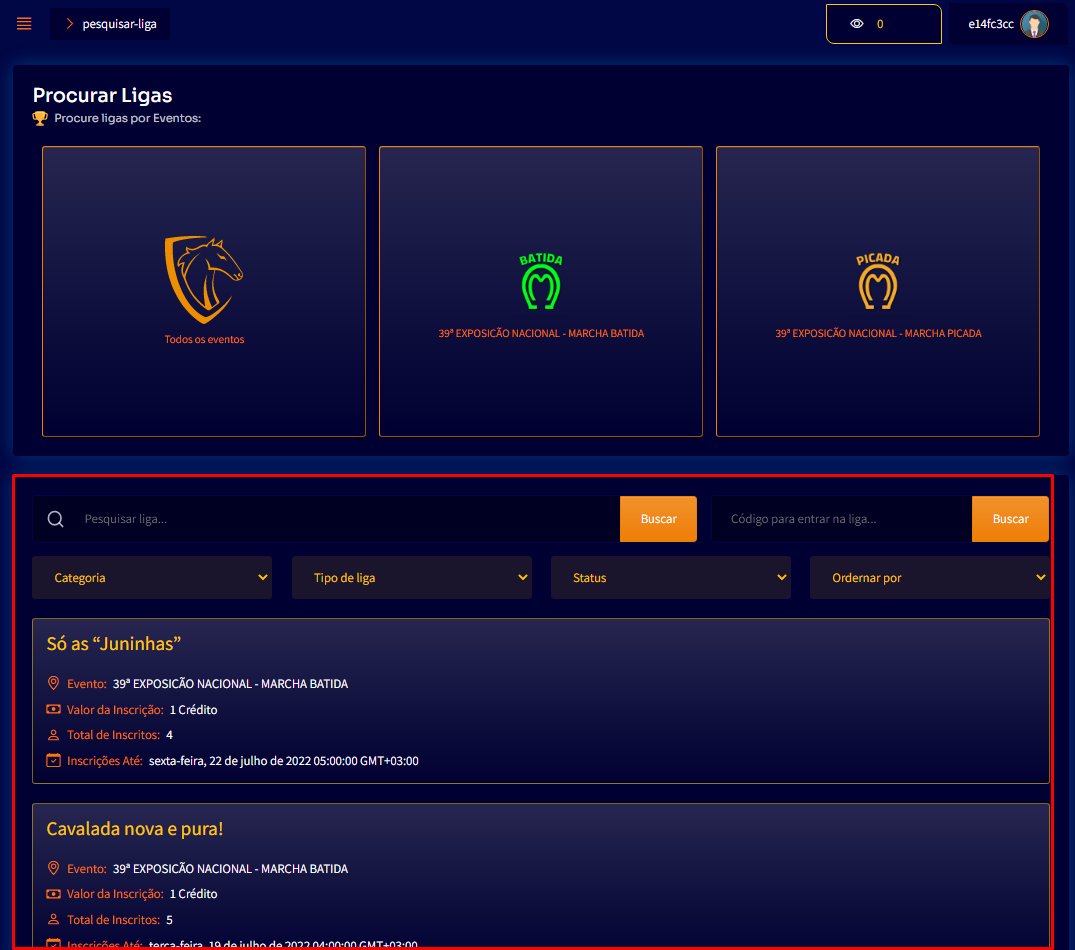 pesquisar-liga
0
e14fc3cc
Procurar Ligas
Procure ligas por Eventos:
BATIDA
PICADA
Todos os eventos
39ª EXPOSICÃO NACIONAL - MARCHA BATIDA
39ª EXPOSICÃO NACIONAL - MARCHA PICADA
Pesquisar liga...
Buscar
Código para entrar na liga...
Buscar
Categoria
Tipo de liga
Status
Ordernar por
Só as “Juninhas”
Evento: 39ª EXPOSICÃO NACIONAL - MARCHA BATIDA
Valor da Inscrição: 1 Crédito
Total de Inscritos: 4
Inscrições Até: sexta-feira, 22 de julho de 2022 05:00:00 GMT+03:00
Cavalada nova e pura!
Evento: 39ª EXPOSICÃO NACIONAL - MARCHA BATIDA
Valor da Inscrição: 1 Crédito
Total de Inscritos: 5
Inscrições Até: terça-feira, 19 de julho de 2022 04:00:00 GMT+03:00